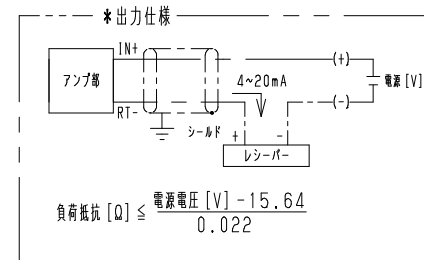 *出力仕様
IN+
アンプ部
4~20mA
(+)
電源 [V]
(-)
RT-
シールド
+ -
レシーバー
負荷抵抗 [Ω] ≦ 電源電圧 [V] -15.64
0.022